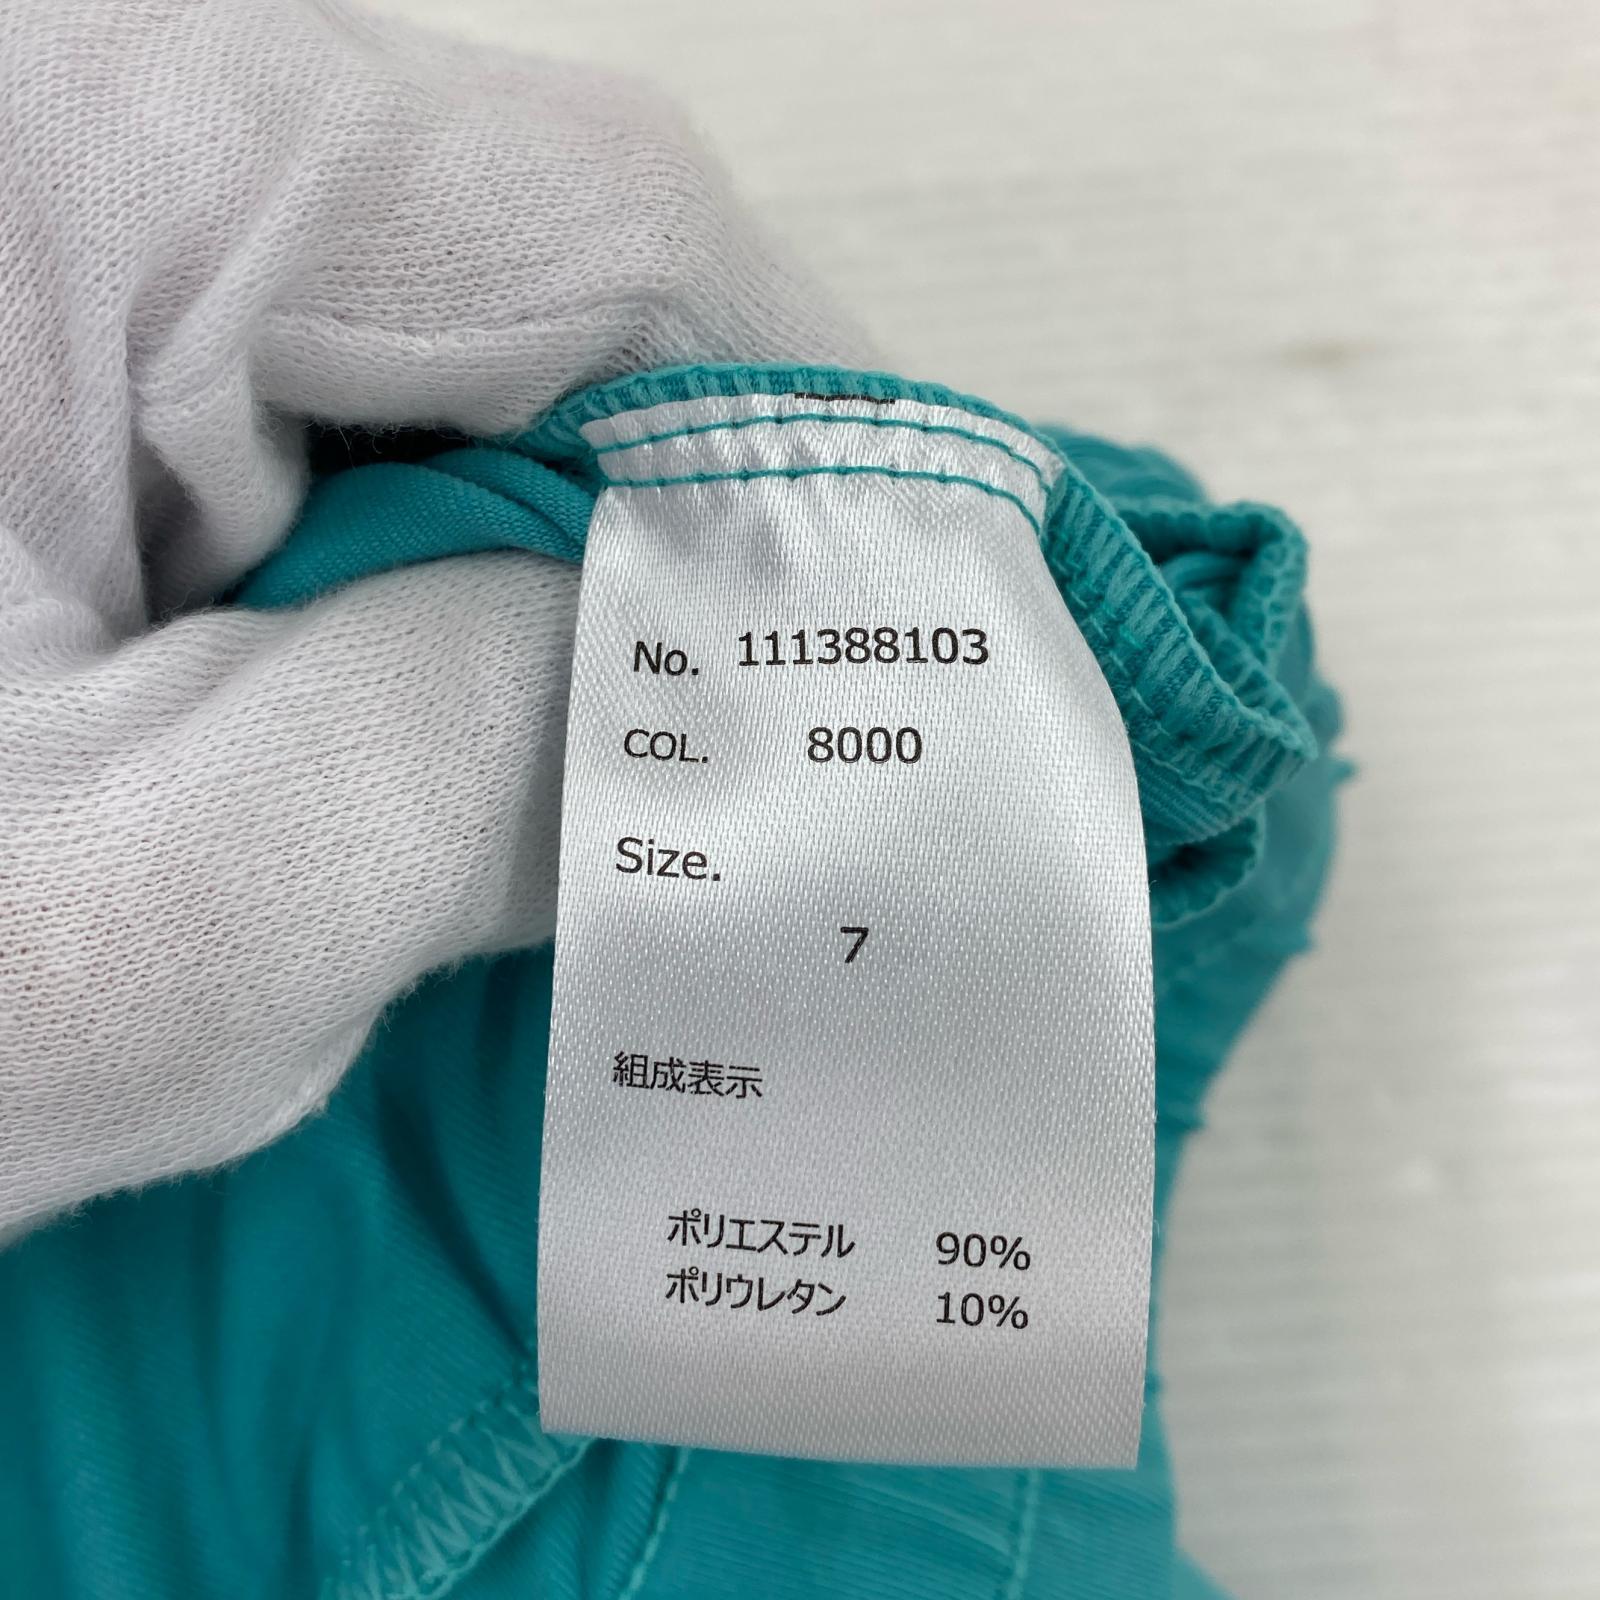 No. 111388103
COL. 8000
Size.
7
組成表示
ポリエステル 90%
ポリウレタン 10%